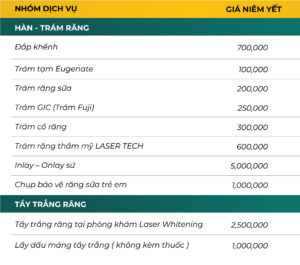 NHÓM DỊCH VỤ GIÁ NIÊM YẾT
HÀN - TRÁM RĂNG
Đắp khểnh 700,000
Trám tạm Eugenate 100,000
Trám răng sữa 200,000
Trám GIC (Trám Fuji) 250,000
Trám cổ răng 300,000
Trám răng thẩm mỹ LASER TECH 600,000
Inlay – Onlay sứ 5,000,000
Chụp bảo vệ răng sữa trẻ em 1,000,000
TẨY TRẮNG RĂNG
Tẩy trắng răng tại phòng khám Laser Whitening 2,500,000
Lấy dấu máng tẩy trắng ( không kèm thuốc ) 1,000,000